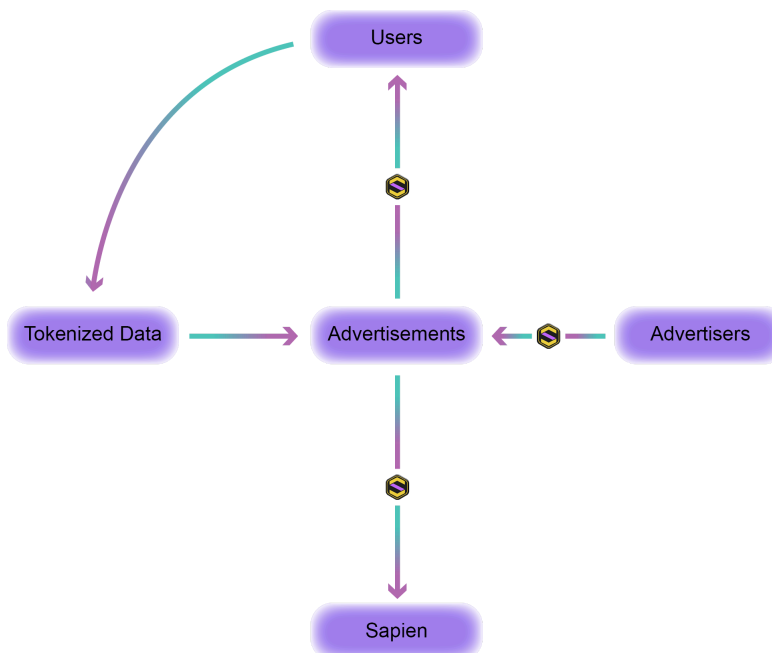 Users
Tokenized Data
Advertisements
Advertisers
Sapien